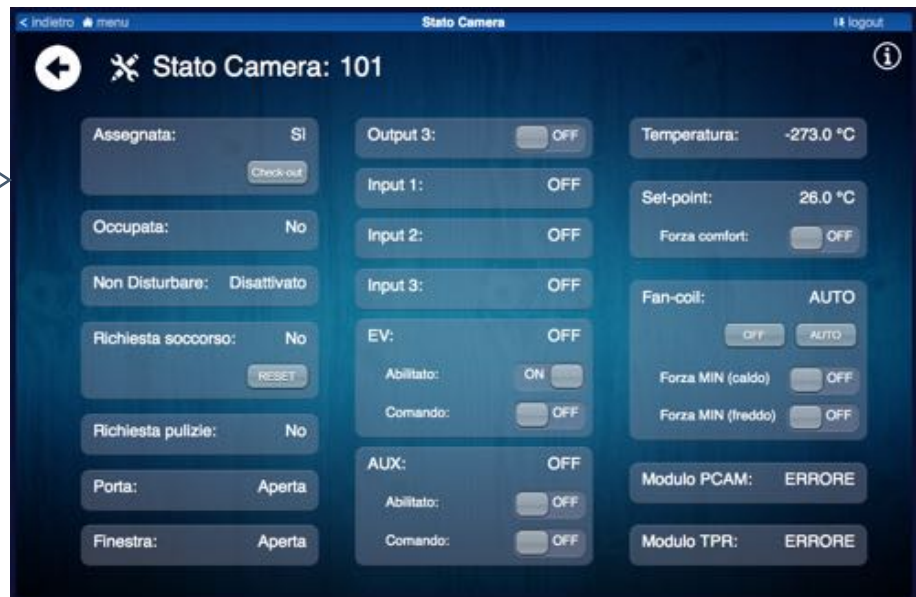 < indietro menu
Stato Camera
logout
Stato Camera: 101
Assegnata: Sì
Check-out
Occupata: No
Non Disturbare: Disattivato
Richiesta soccorso: No
RESET
Richiesta pulizie: No
Porta: Aperta
Finestra: Aperta
Output 3: OFF
Input 1: OFF
Input 2: OFF
Input 3: OFF
EV: OFF
Abilitato: ON
Comando: OFF
AUX: OFF
Abilitato: OFF
Comando: OFF
Temperatura: -273.0 °C
Set-point: 26.0 °C
Forza comfort: OFF
Fan-coil: AUTO
OFF AUTO
Forza MIN (caldo) OFF
Forza MIN (freddo) OFF
Modulo PCAM: ERRORE
Modulo TPR: ERRORE